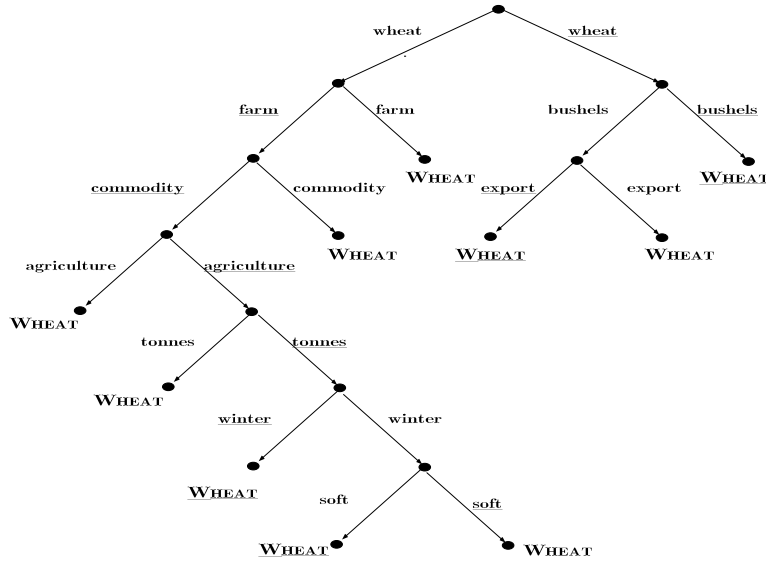 wheat wheat
farm farm bushels bushels
WHEAT WHEAT
commodity commodity export export
WHEAT WHEAT WHEAT
agriculture agriculture
WHEAT
tonnes tonnes
WHEAT
winter winter
WHEAT
soft soft
WHEAT WHEAT